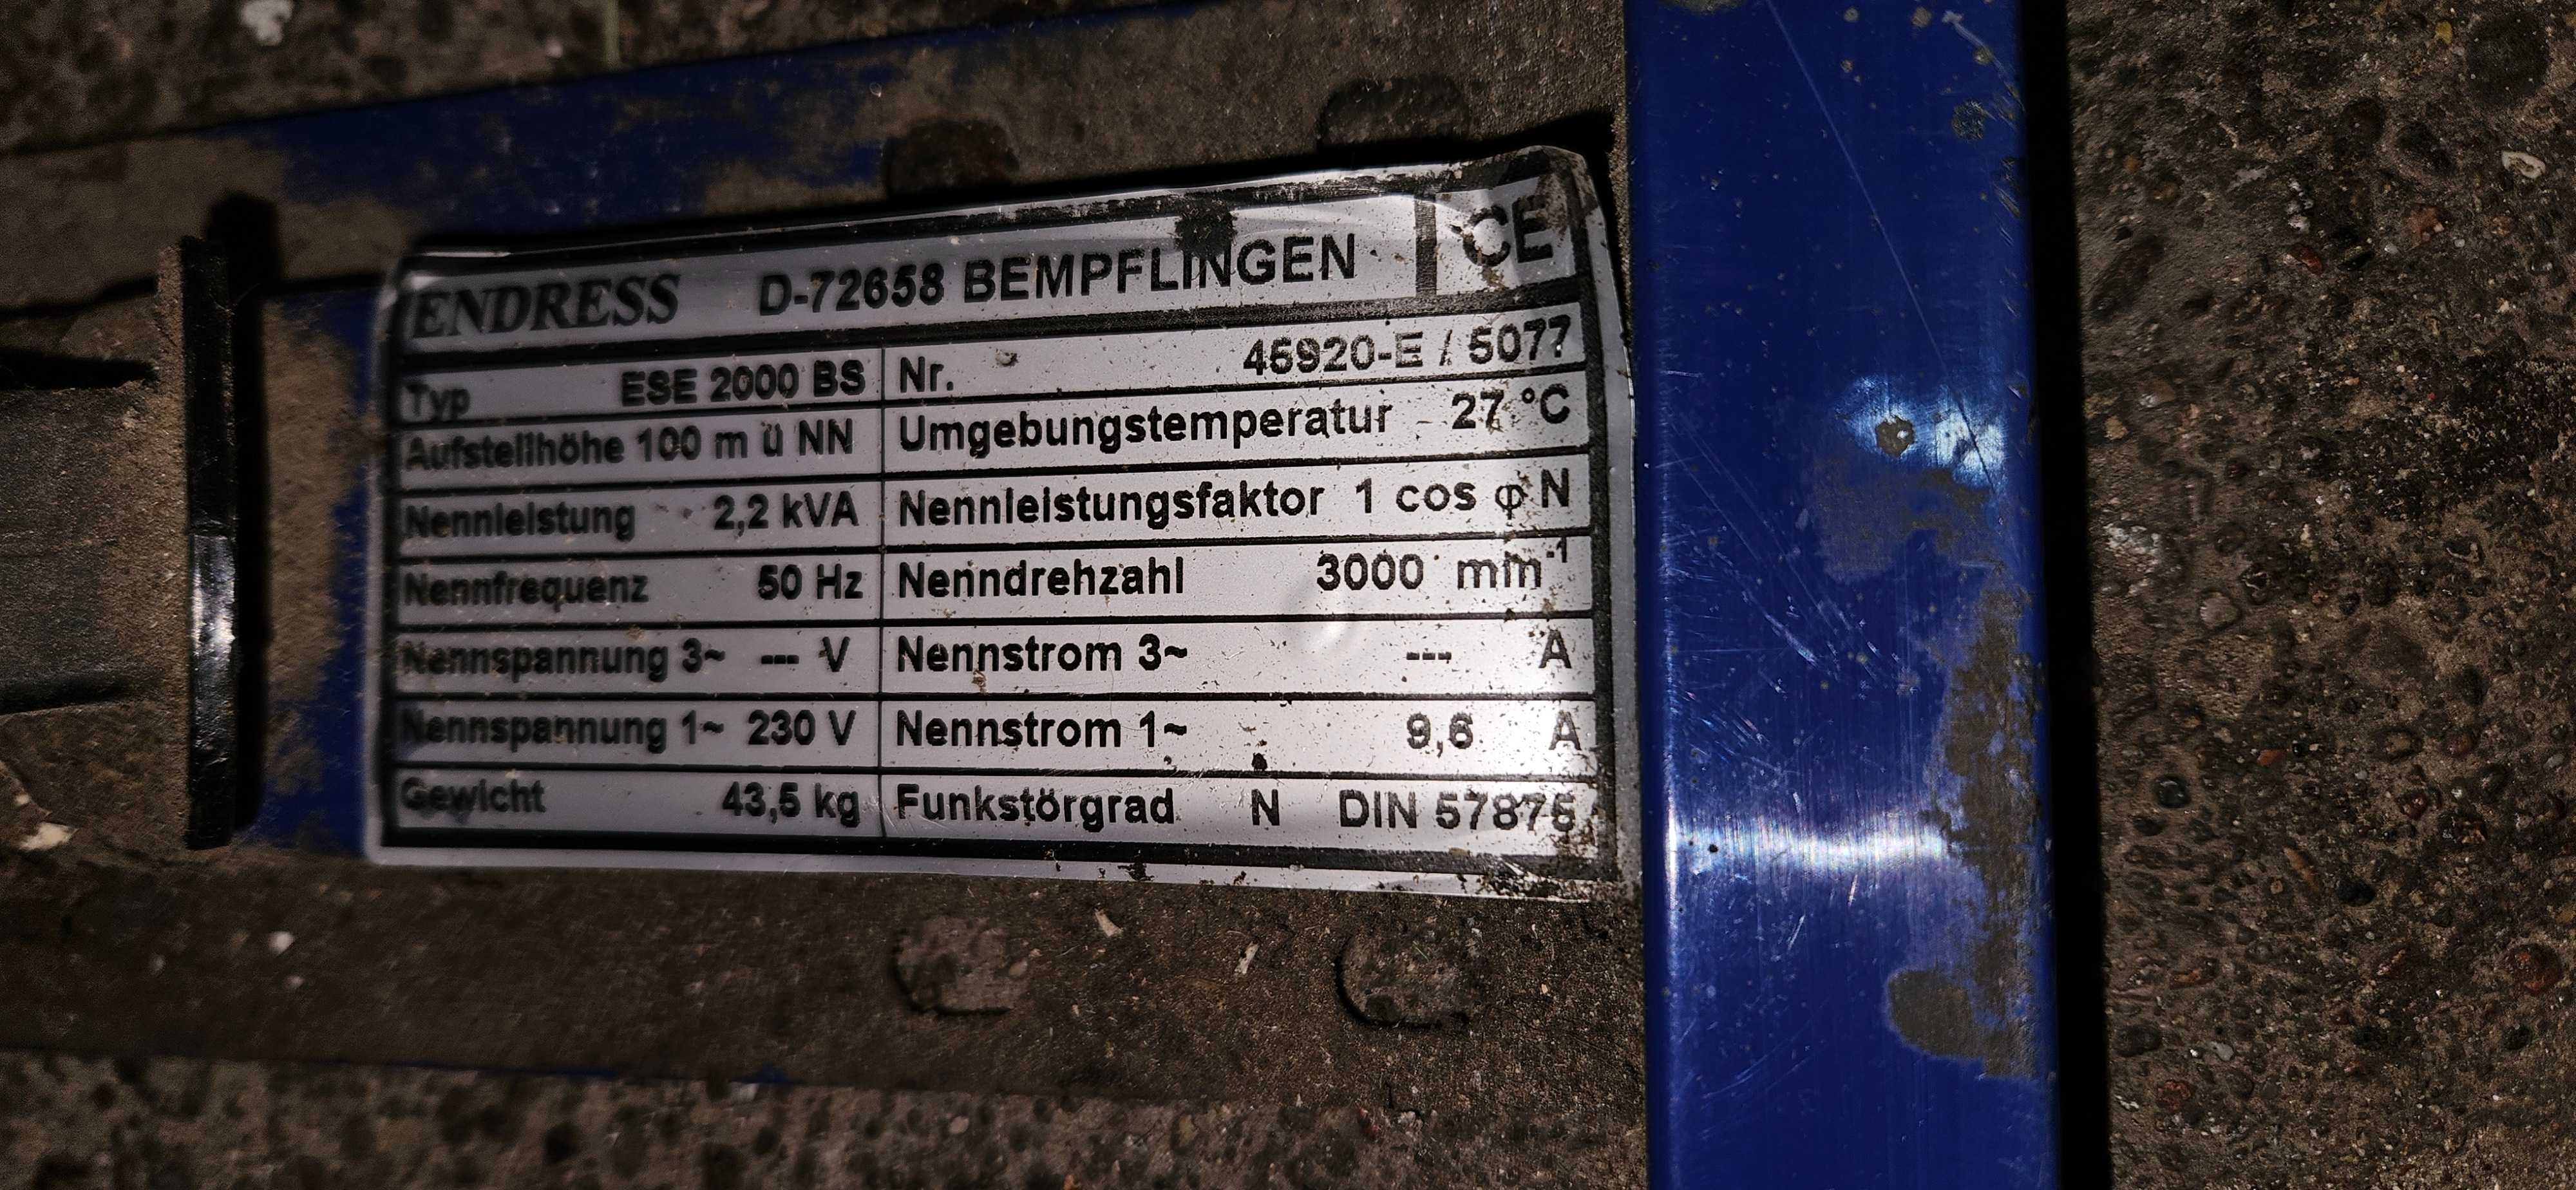 ENDRESS D-72658 BEMPFLINGEN CE
Typ ESE 2000 BS Nr. 45920-E / 5077
Aufstellhöhe 100 m ü NN Umgebungstemperatur 27 °C
Nennleistung 2,2 kVA Nennleistungsfaktor 1 cos φ N
Nennfrequenz 50 Hz Nenndrehzahl 3000 min⁻¹
Nennspannung 3~ --- V Nennstrom 3~ --- A
Nennspannung 1~ 230 V Nennstrom 1~ 9,6 A
Gewicht 43,5 kg Funkstörgrad N DIN 57875